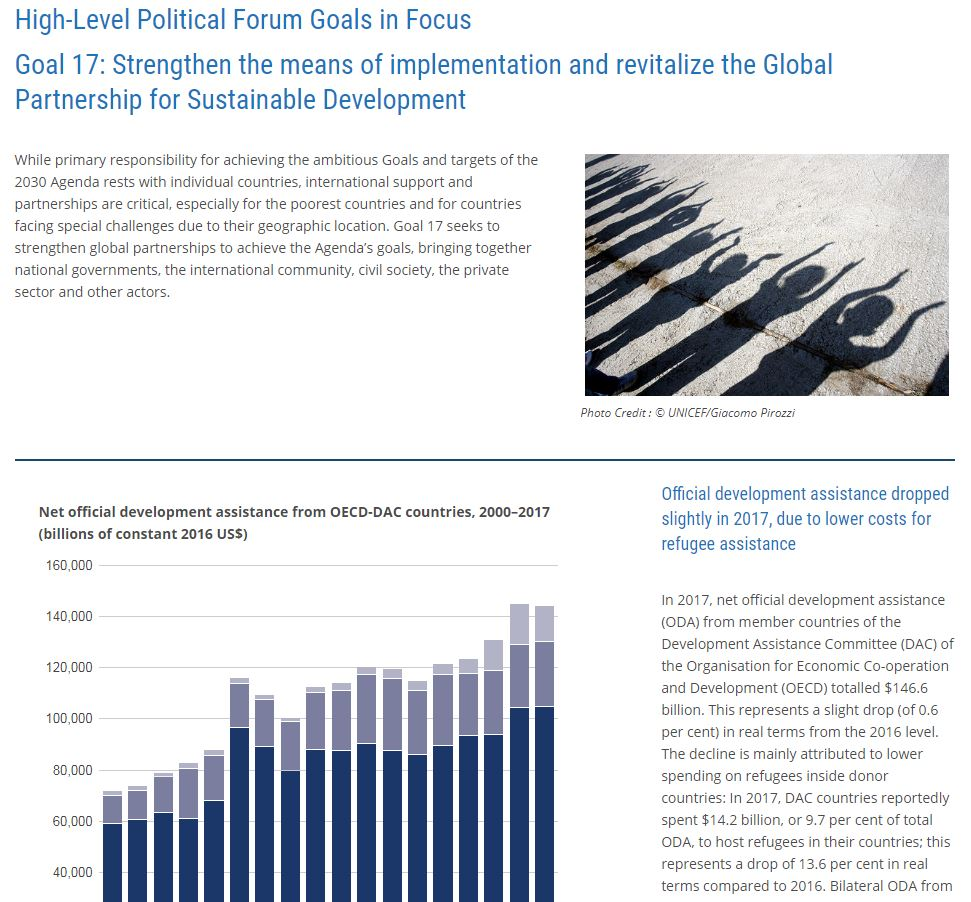 High-Level Political Forum Goals in Focus
Goal 17: Strengthen the means of implementation and revitalize the Global
Partnership for Sustainable Development
While primary responsibility for achieving the ambitious Goals and targets of the
2030 Agenda rests with individual countries, international support and
partnerships are critical, especially for the poorest countries and for countries
facing special challenges due to their geographic location. Goal 17 seeks to
strengthen global partnerships to achieve the Agenda’s goals, bringing together
national governments, the international community, civil society, the private
sector and other actors.
Photo Credit : © UNICEF/Giacomo Pirozzi
Net official development assistance from OECD-DAC countries, 2000–2017
(billions of constant 2016 US$)
160,000
140,000
120,000
100,000
80,000
60,000
40,000
Official development assistance dropped
slightly in 2017, due to lower costs for
refugee assistance
In 2017, net official development assistance
(ODA) from member countries of the
Development Assistance Committee (DAC) of
the Organisation for Economic Co-operation
and Development (OECD) totalled $146.6
billion. This represents a slight drop (of 0.6
per cent) in real terms from the 2016 level.
The decline is mainly attributed to lower
spending on refugees inside donor
countries: In 2017, DAC countries reportedly
spent $14.2 billion, or 9.7 per cent of total
ODA, to host refugees in their countries; this
represents a drop of 13.6 per cent in real
terms compared to 2016. Bilateral ODA from